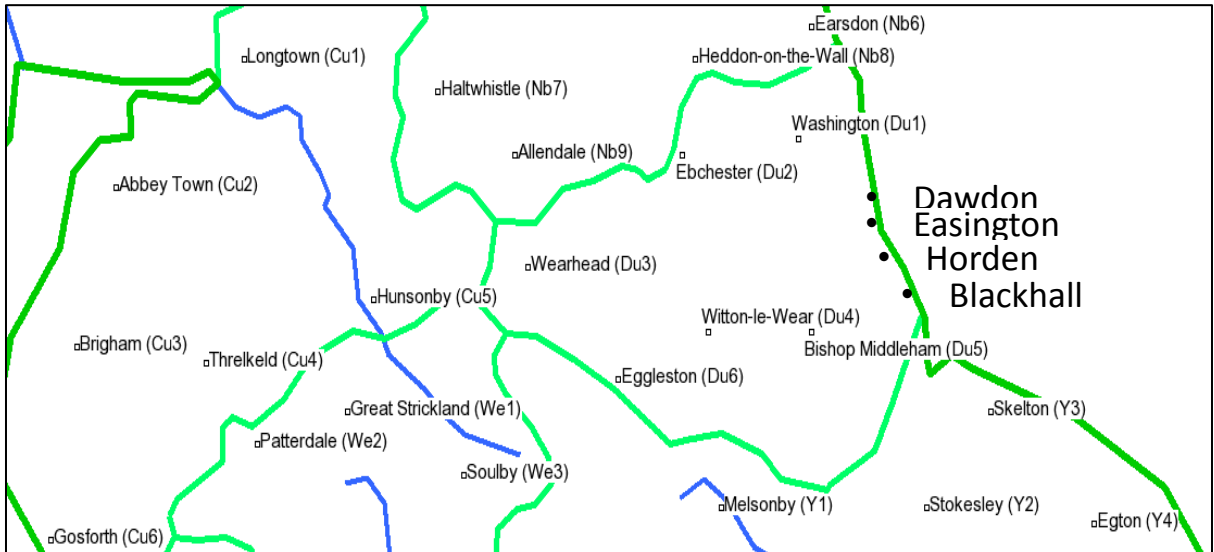 Earsdon (Nb6)
Longtown (Cu1)
Heddon-on-the-Wall (Nb8)
Haltwhistle (Nb7)
Washington (Du1)
Allendale (Nb9)
Ebchester (Du2)
Abbey Town (Cu2)
Dawdon
Easington
Horden
Wearhead (Du3)
Blackhall
Hunsonby (Cu5)
Witton-le-Wear (Du4)
Brigham (Cu3)
Bishop Middleham (Du5)
Threlkeld (Cu4)
Eggleston (Du6)
Great Strickland (We1)
Skelton (Y3)
Patterdale (We2)
Soulby (We3)
Melsonby (Y1)
Stokesley (Y2)
Egton (Y4)
Gosforth (Cu6)